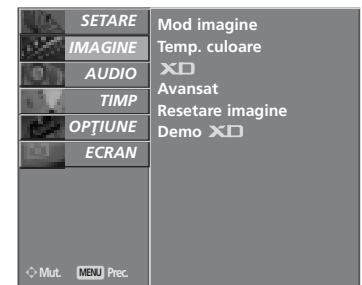 SETARE
IMAGINE
AUDIO
TIMP
OPŢIUNE
ECRAN
Mut. MENU Prec.
Mod imagine
Temp. culoare
XD
Avansat
Resetare imagine
Demo XD